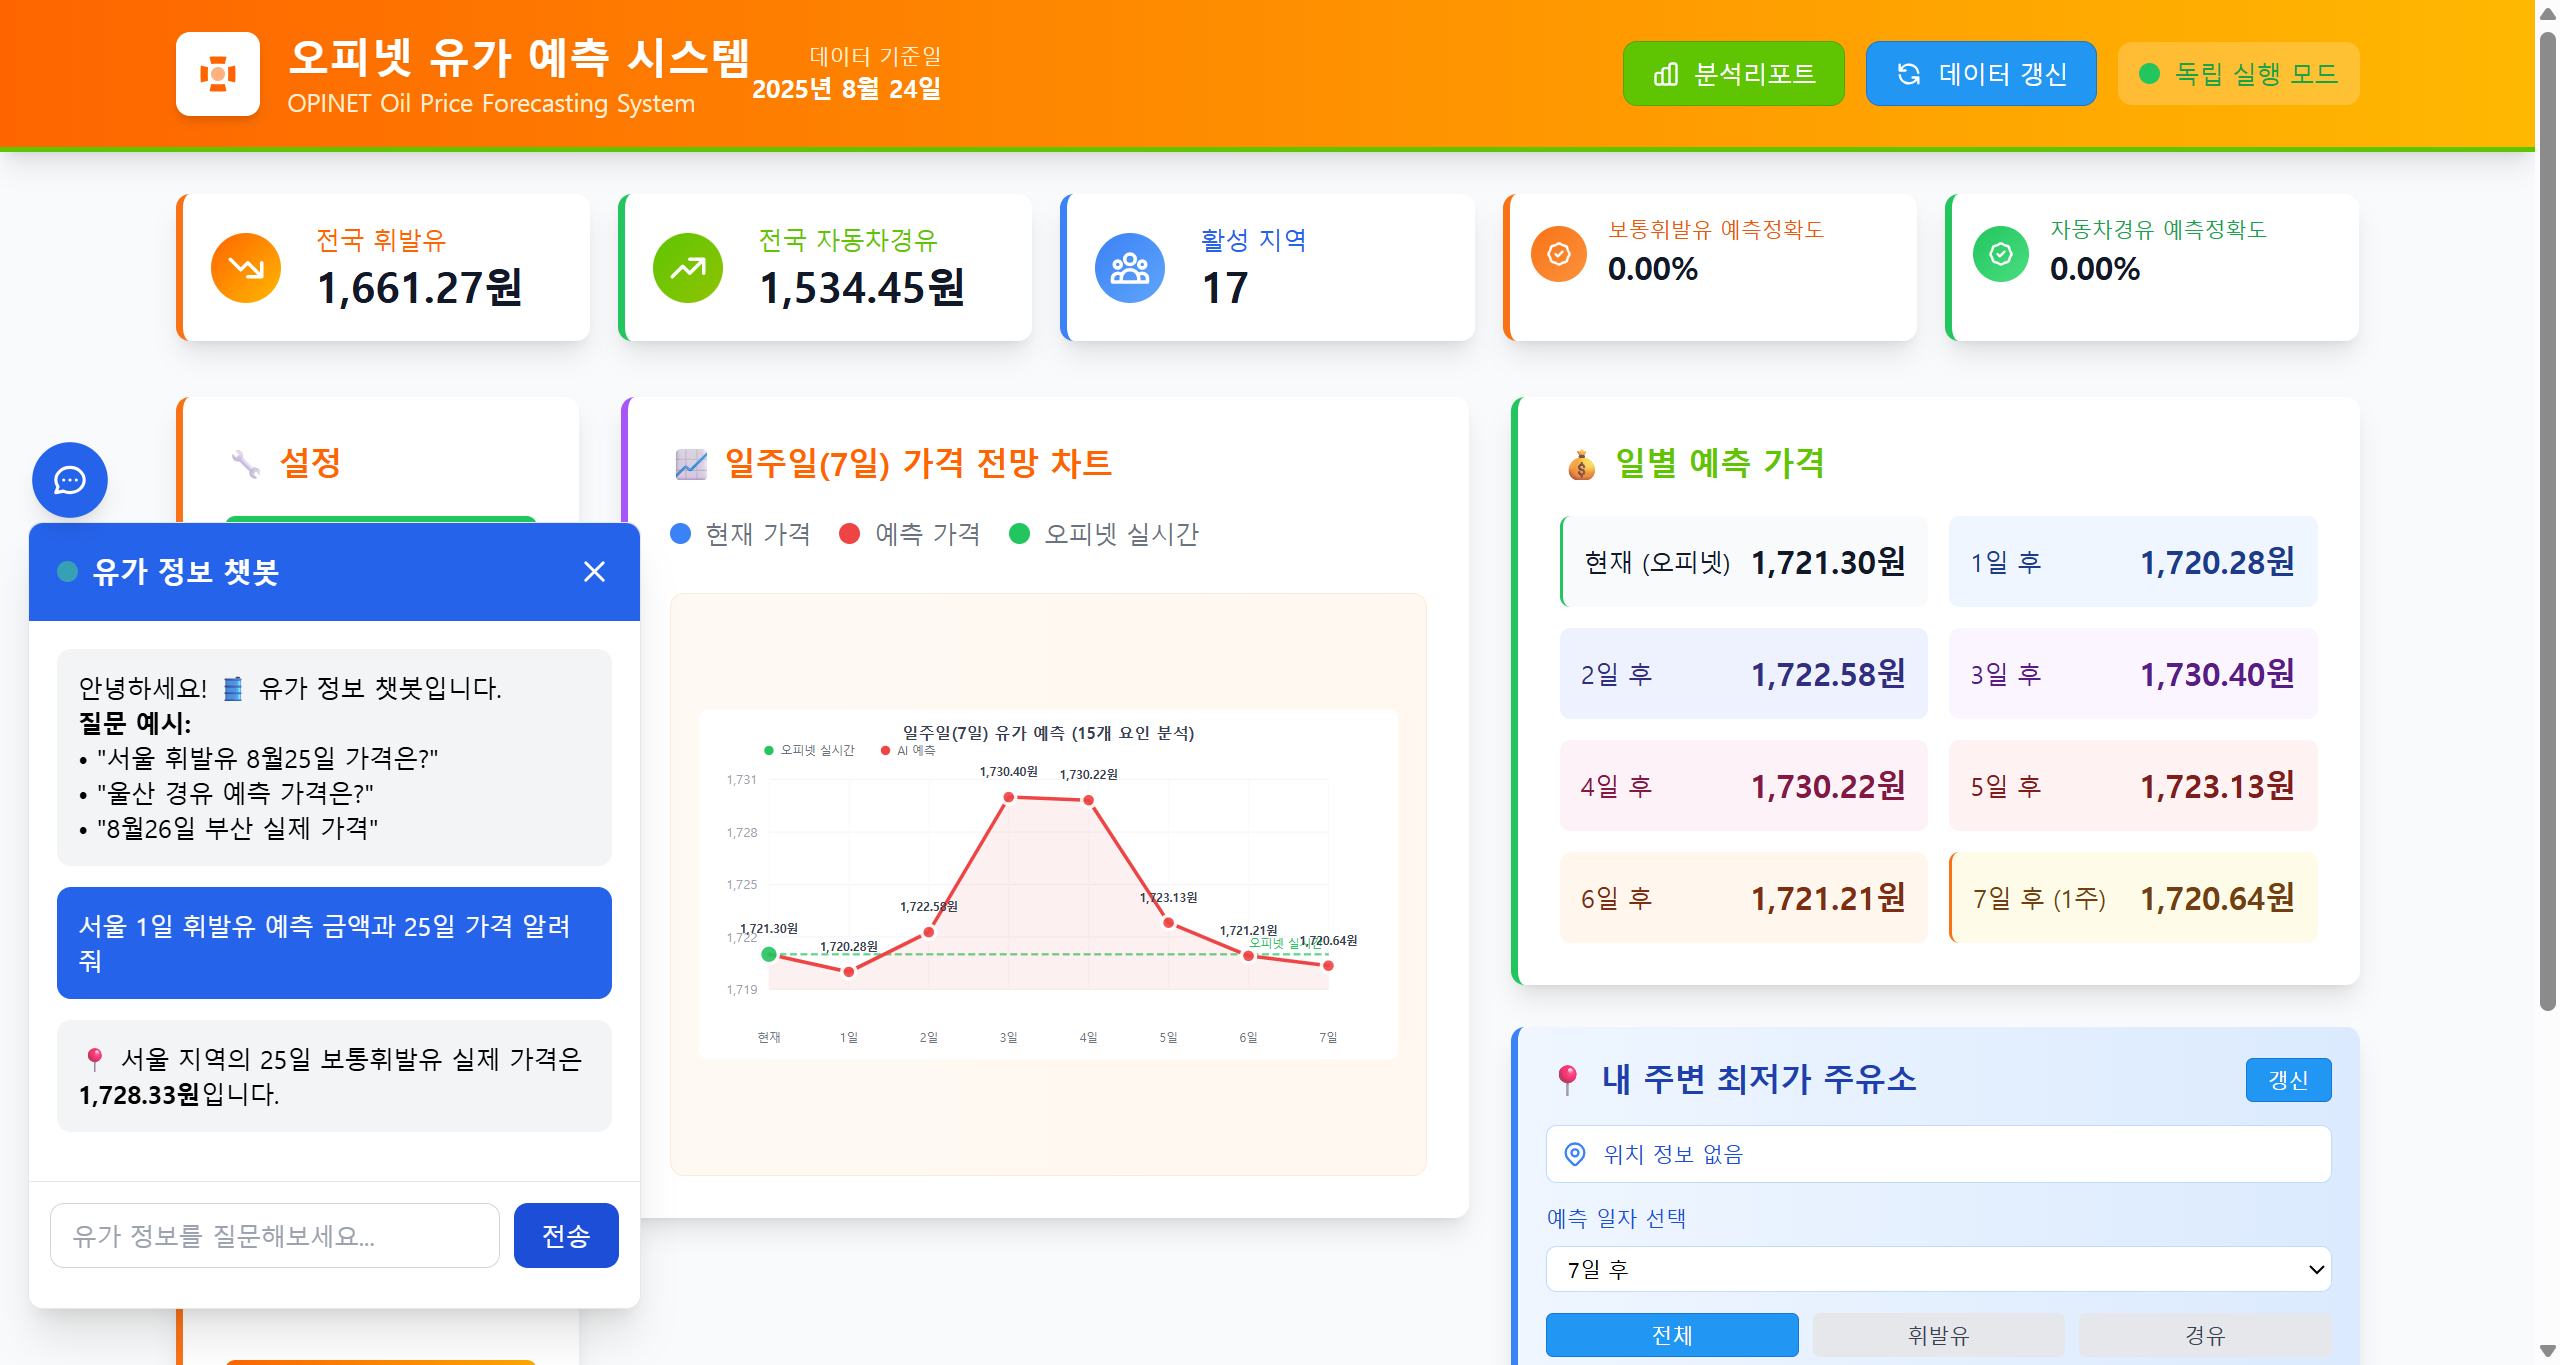 오피넷 유가 예측 시스템
OPINET Oil Price Forecasting System
데이터 기준일
2025년 8월 24일
분석리포트
데이터 갱신
독립 실행 모드
전국 휘발유
1,661.27원
전국 자동차경유
1,534.45원
활성 지역
17
보통휘발유 예측정확도
0.00%
자동차경유 예측정확도
0.00%
설정
유가 정보 챗봇
안녕하세요! 🛢️ 유가 정보 챗봇입니다.
질문 예시:
• "서울 휘발유 8월25일 가격은?"
• "울산 경유 예측 가격은?"
• "8월26일 부산 실제 가격"
서울 1일 휘발유 예측 금액과 25일 가격 알려
줘
📍 서울 지역의 25일 보통휘발유 실제 가격은
1,728.33원입니다.
유가 정보를 질문해보세요...
전송
일주일(7일) 가격 전망 차트
현재 가격
예측 가격
오피넷 실시간
일주일(7일) 유가 예측 (15개 요인 분석)
오피넷 실시간
AI 예측
1,731
1,728
1,725
1,722
1,719
1,721.30원
1,720.28원
1,722.58원
1,730.40원
1,730.22원
1,723.13원
1,721.21원
오피넷 실시간
1,720.64원
현재
1일
2일
3일
4일
5일
6일
7일
일별 예측 가격
현재 (오피넷) 1,721.30원
1일 후 1,720.28원
2일 후 1,722.58원
3일 후 1,730.40원
4일 후 1,730.22원
5일 후 1,723.13원
6일 후 1,721.21원
7일 후 (1주) 1,720.64원
내 주변 최저가 주유소
갱신
위치 정보 없음
예측 일자 선택
7일 후
전체
휘발유
경유